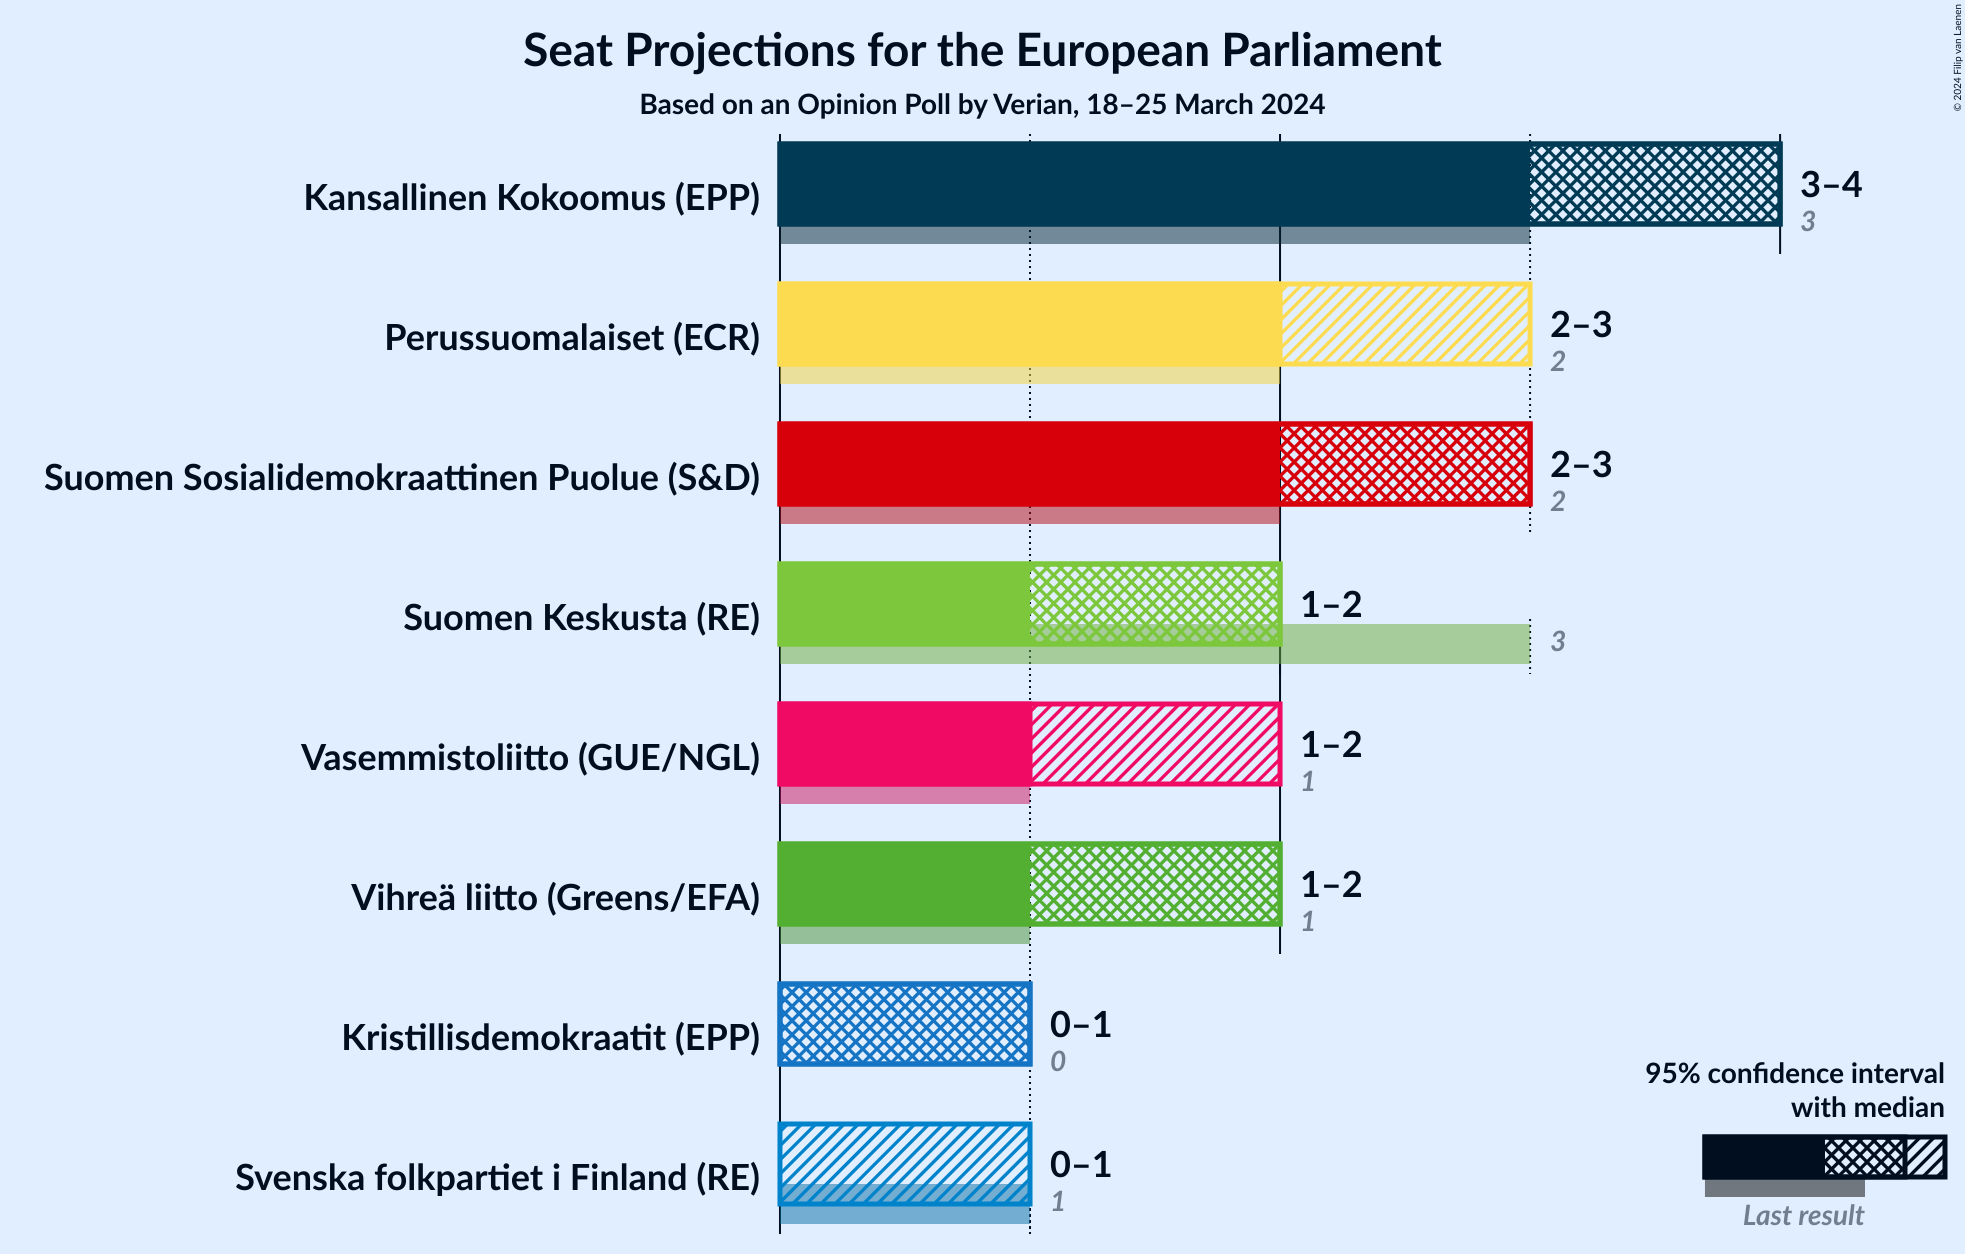 Seat Projections for the European Parliament
Based on an Opinion Poll by Verian, 18–25 March 2024
© 2024 Filip van Laenen
Kansallinen Kokoomus (EPP)
3–4
3
Perussuomalaiset (ECR)
2–3
2
Suomen Sosialidemokraattinen Puolue (S&D)
2–3
2
Suomen Keskusta (RE)
1–2
3
Vasemmistoliitto (GUE/NGL)
1–2
1
Vihreä liitto (Greens/EFA)
1–2
1
Kristillisdemokraatit (EPP)
0–1
0
Svenska folkpartiet i Finland (RE)
0–1
1
95% confidence interval
with median
Last result